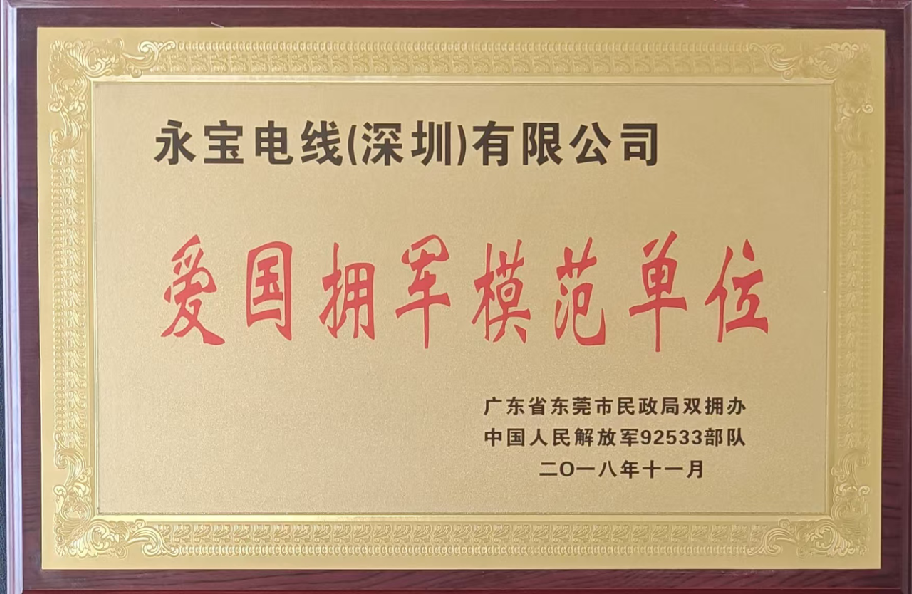 永宝电线(深圳)有限公司
爱国拥军模范单位
广东省东莞市民政局双拥办
中国人民解放军92533部队
二O一八年十一月